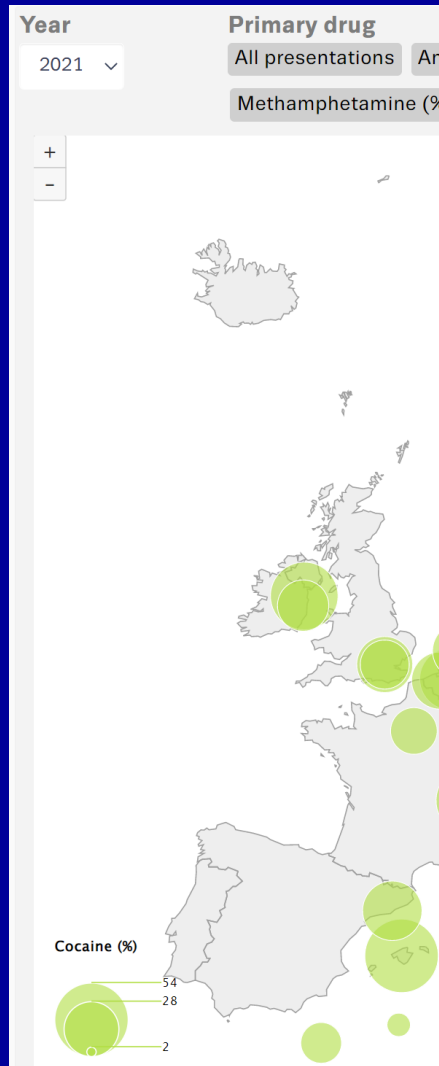 Year
Primary drug
2021
All presentations
Methamphetamine
+
-
Cocaine (%)
54
28
2